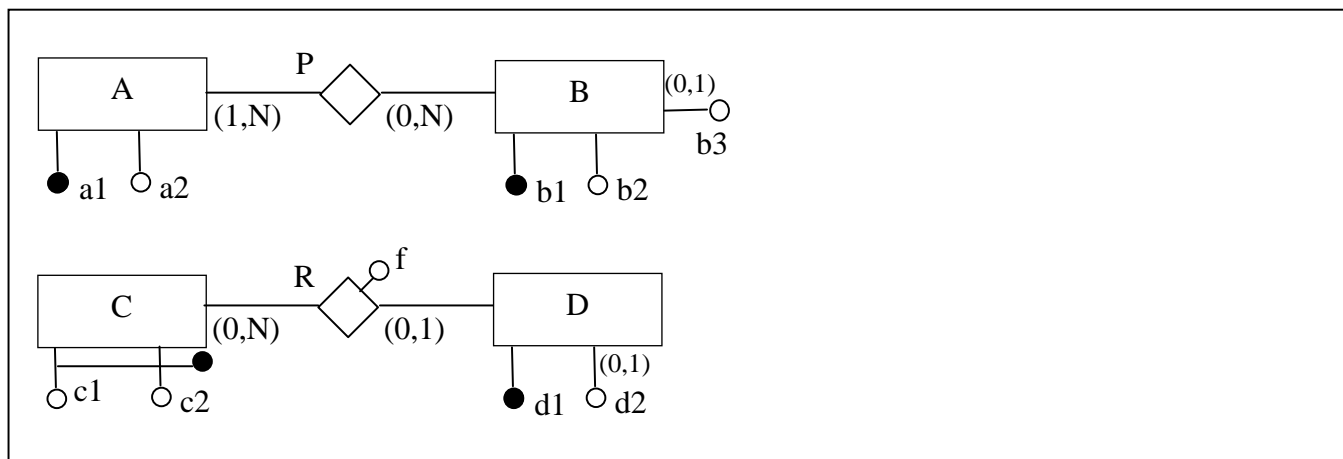 P
A
B
(0,1)
(1,N)
(0,N)
b3
a1
a2
b1
b2
f
R
C
D
(0,N)
(0,1)
(0,1)
c1
c2
d1
d2